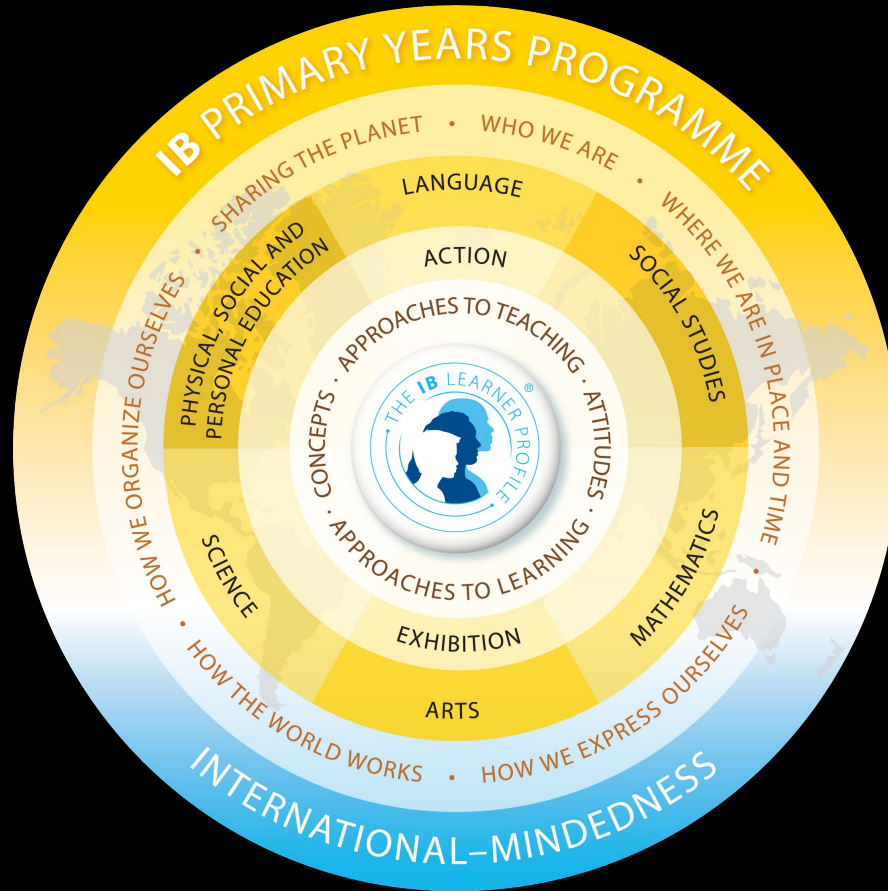 IB PRIMARY YEARS PROGRAMME
SHARING THE PLANET • WHO WE ARE • WHERE WE ARE IN PLACE AND TIME • HOW WE EXPRESS OURSELVES • HOW THE WORLD WORKS • HOW WE ORGANIZE OURSELVES •
LANGUAGE
SOCIAL STUDIES
MATHEMATICS
ARTS
SCIENCE
PHYSICAL, SOCIAL AND
PERSONAL EDUCATION
ACTION
EXHIBITION
APPROACHES TO TEACHING · ATTITUDES · APPROACHES TO LEARNING · CONCEPTS ·
• THE IB LEARNER PROFILE • ®
INTERNATIONAL–MINDEDNESS